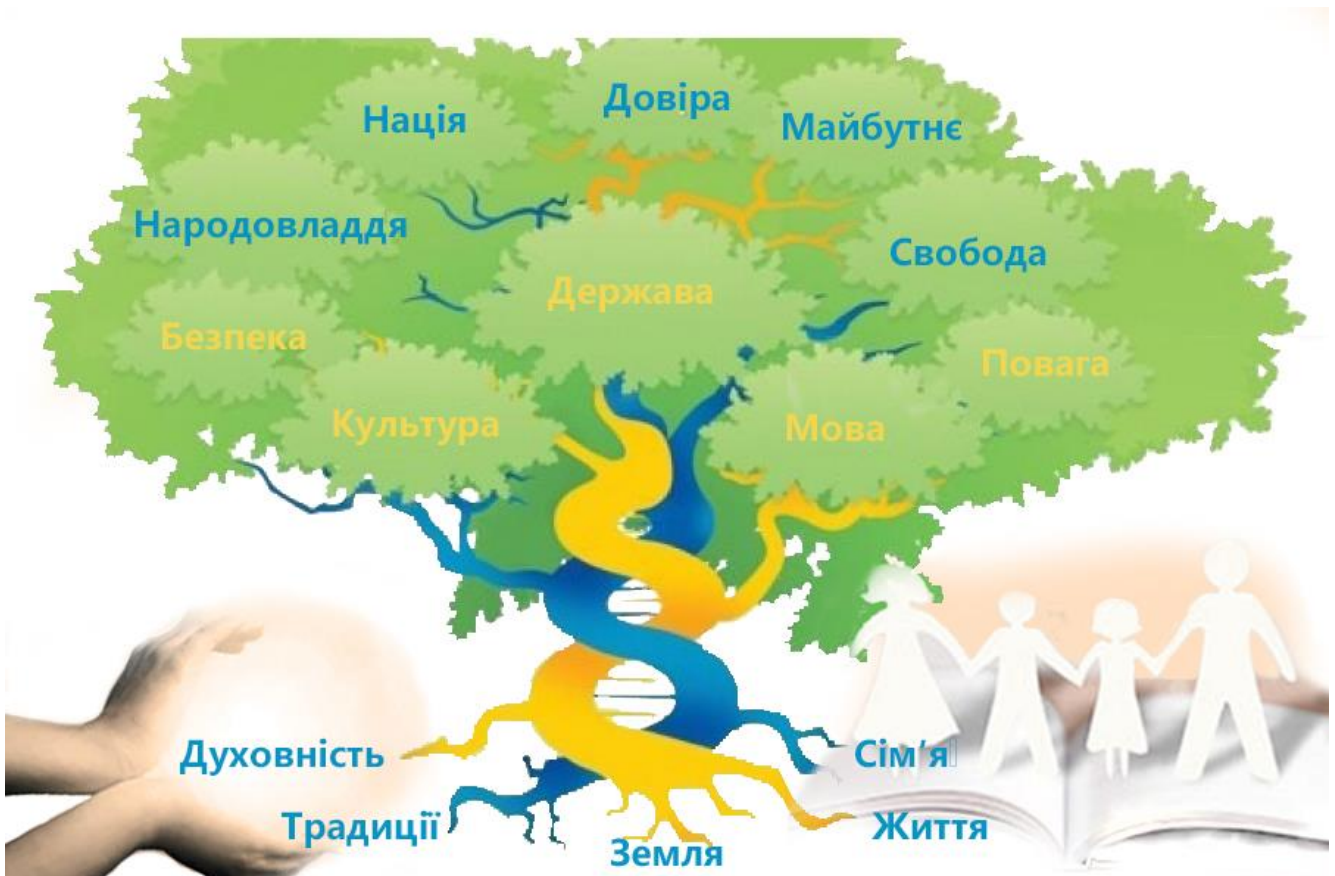 Довіра
Нація
Майбутнє
Народовладдя
Свобода
Держава
Безпека
Повага
Культура
Мова
Духовність
Сім’я
Традиції
Життя
Земля